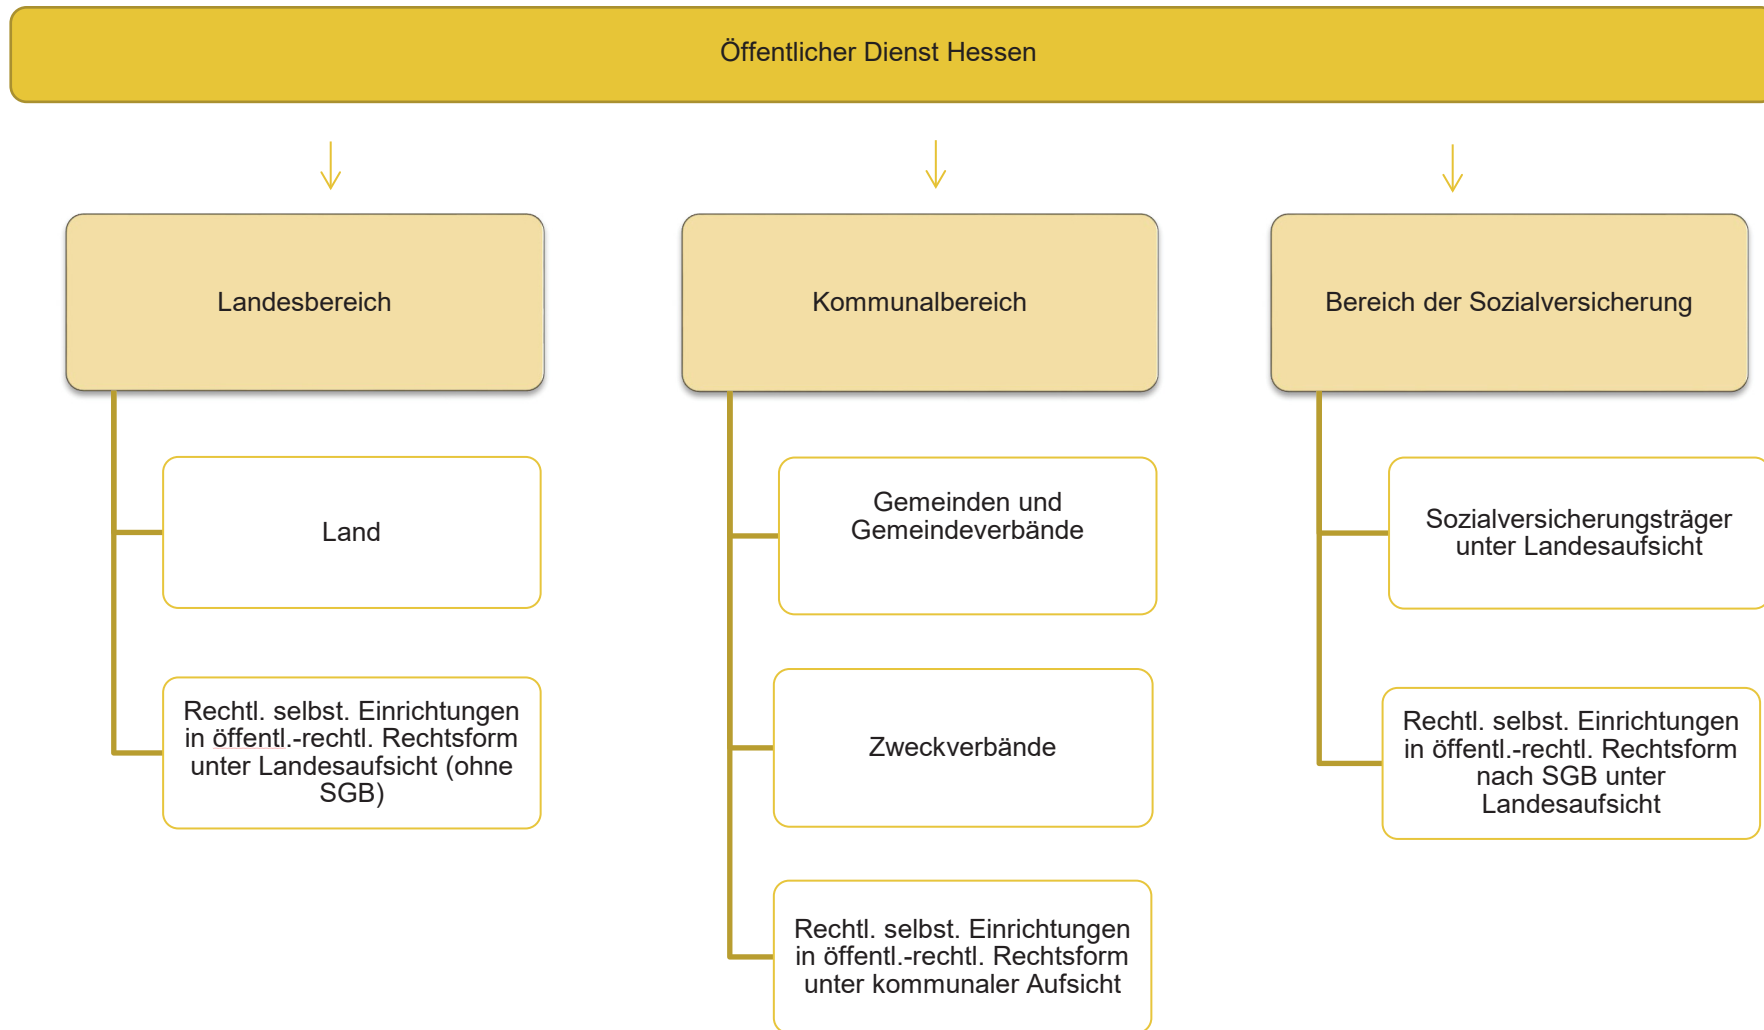 Öffentlicher Dienst Hessen
Landesbereich
Land
Rechtl. selbst. Einrichtungen
in öffentl.-rechtl. Rechtsform
unter Landesaufsicht (ohne
SGB)
Kommunalbereich
Gemeinden und
Gemeindeverbände
Zweckverbände
Rechtl. selbst. Einrichtungen
in öffentl.-rechtl. Rechtsform
unter kommunaler Aufsicht
Bereich der Sozialversicherung
Sozialversicherungsträger
unter Landesaufsicht
Rechtl. selbst. Einrichtungen
in öffentl.-rechtl. Rechtsform
nach SGB unter
Landesaufsicht